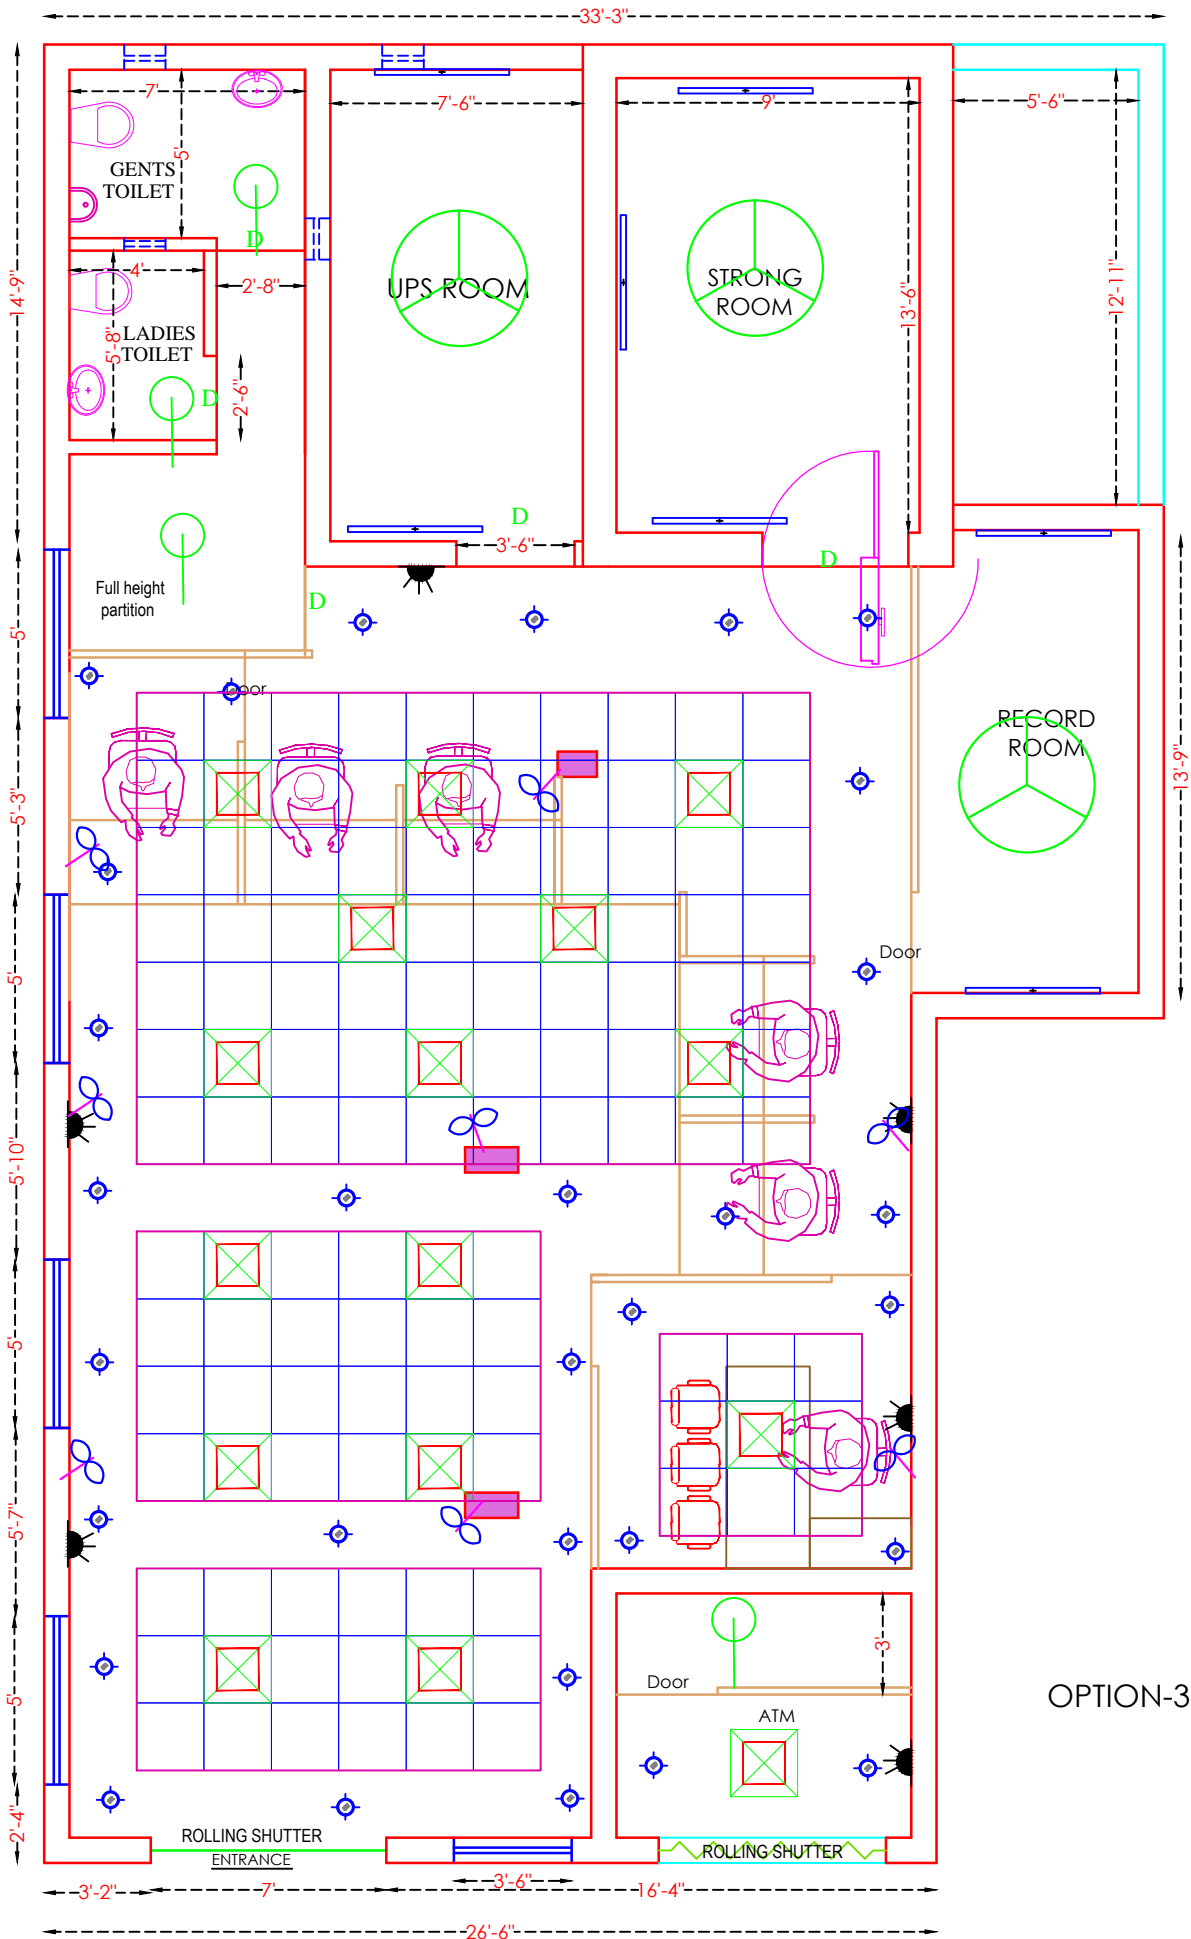 33'-3"
7'
7'-6"
9'
5'-6"
5'
GENTS
TOILET
D
4'
2'-8"
UPS ROOM
STRONG
ROOM
13'-6"
12'-11"
14'-9"
5'-8"
LADIES
TOILET
D
2'-6"
D
3'-6"
D
Full height
partition
D
5'
Door
RECORD
ROOM
5'-3"
13'-9"
Door
5'
5'-10"
5'
5'-7"
3'
Door
5'
OPTION-3
ATM
2'-4"
ROLLING SHUTTER
ENTRANCE
ROLLING SHUTTER
3'-6"
3'-2"
7'
16'-4"
26'-6"